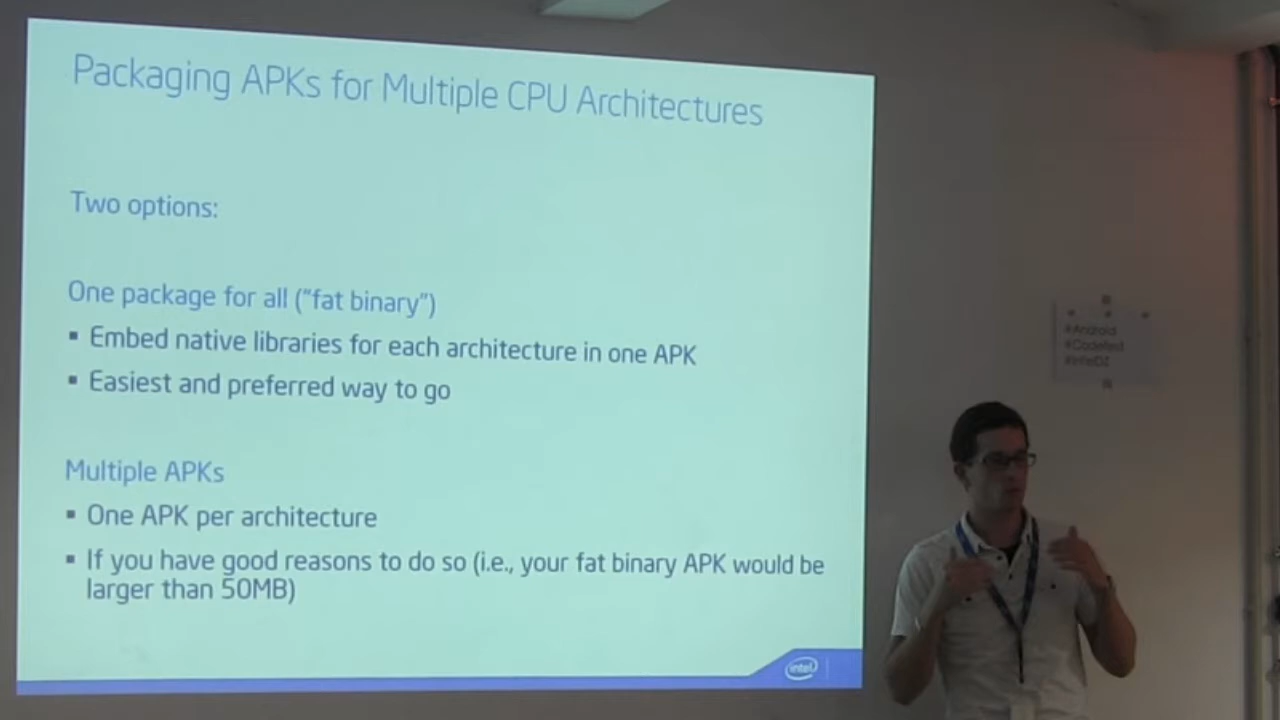 Packaging APKs for Multiple CPU Architectures
Two options:
One package for all ("fat binary")
▪ Embed native libraries for each architecture in one APK
▪ Easiest and preferred way to go
Multiple APKs
▪ One APK per architecture
▪ If you have good reasons to do so (i.e., your fat binary APK would be
larger than 50MB)
intel
#Android